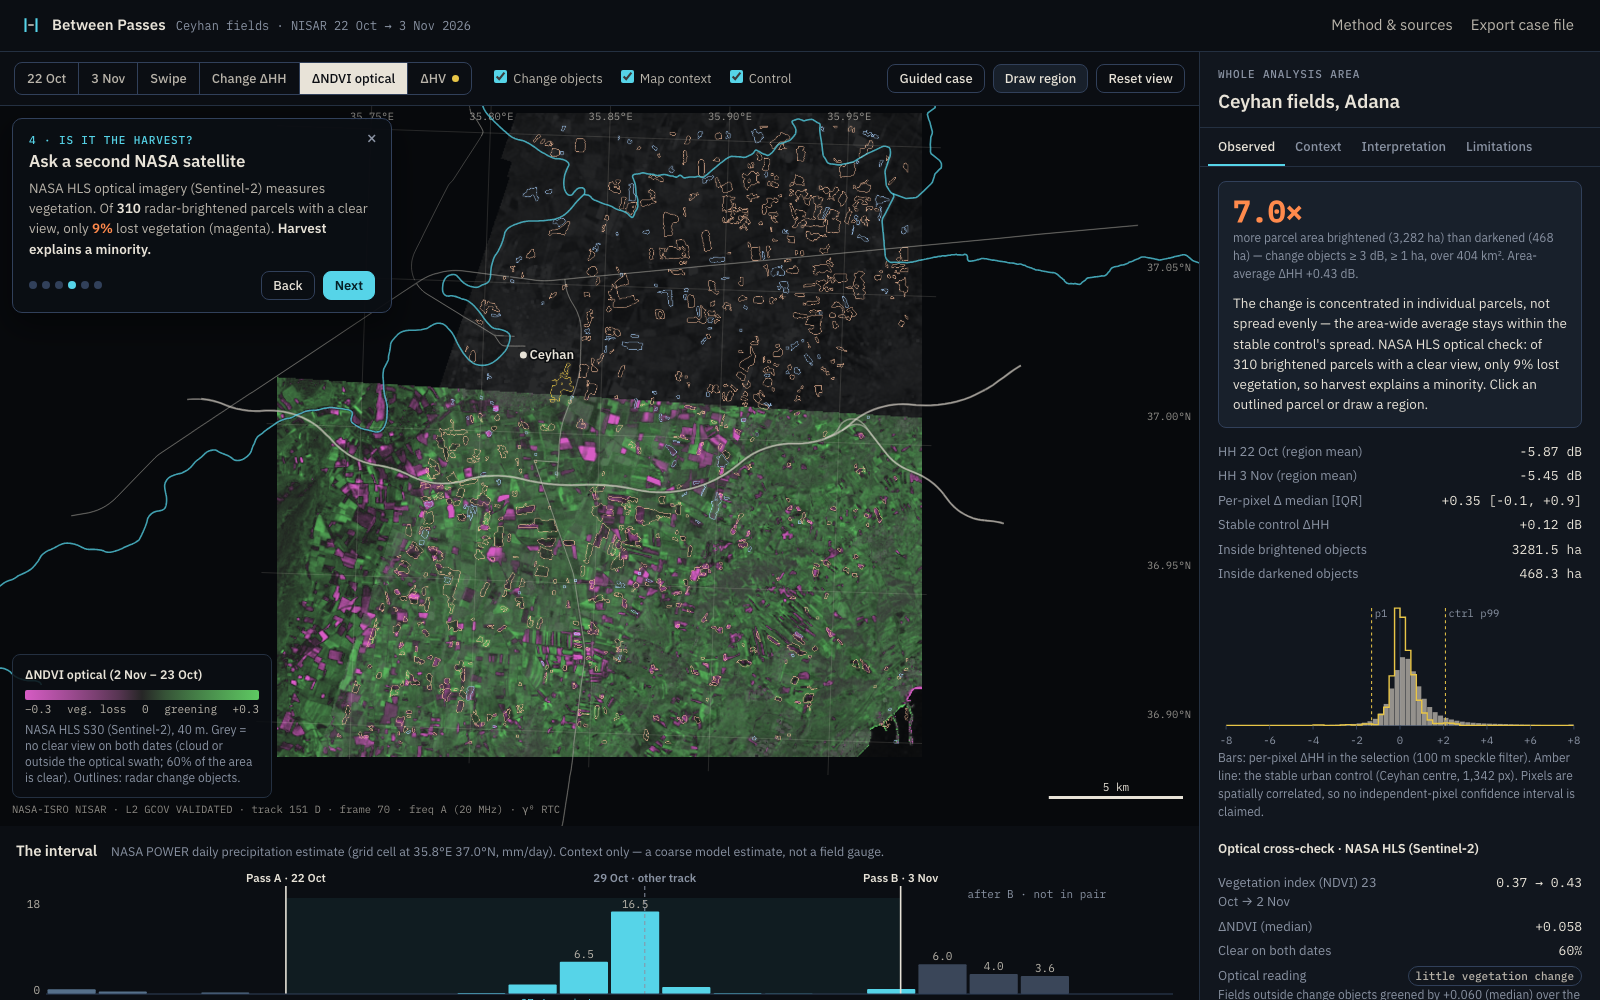 Between Passes Ceyhan fields · NISAR 22 Oct → 3 Nov 2026
Method & sources Export case file
22 Oct 3 Nov Swipe Change ΔHH ΔNDVI optical ΔHV
Change objects Map context Control
Guided case Draw region Reset view
35.75°E 35.80°E 35.85°E 35.90°E 35.95°E
4 · IS IT THE HARVEST? ×
Ask a second NASA satellite
NASA HLS optical imagery (Sentinel-2) measures
vegetation. Of 310 radar-brightened parcels with a clear
view, only 9% lost vegetation (magenta). Harvest
explains a minority.
Back Next
37.05°N
Ceyhan
37.00°N
36.95°N
36.90°N
ΔNDVI optical (2 Nov – 23 Oct)
−0.3 veg. loss 0 greening +0.3
NASA HLS S30 (Sentinel-2), 40 m. Grey =
no clear view on both dates (cloud or
outside the optical swath; 60% of the area
is clear). Outlines: radar change objects.
5 km
NASA-ISRO NISAR · L2 GCOV VALIDATED · track 151 D · frame 70 · freq A (20 MHz) · γ⁰ RTC
The interval NASA POWER daily precipitation estimate (grid cell at 35.8°E 37.0°N, mm/day). Context only — a coarse model estimate, not a field gauge.
Pass A · 22 Oct 29 Oct · other track Pass B · 3 Nov
after B · not in pair
18
16.5
6.5
6.0
4.0
3.6
0
WHOLE ANALYSIS AREA
Ceyhan fields, Adana
Observed Context Interpretation Limitations
7.0×
more parcel area brightened (3,282 ha) than darkened (468
ha) — change objects ≥ 3 dB, ≥ 1 ha, over 404 km². Area-
average ΔHH +0.43 dB.
The change is concentrated in individual parcels, not
spread evenly — the area-wide average stays within the
stable control's spread. NASA HLS optical check: of
310 brightened parcels with a clear view, only 9% lost
vegetation, so harvest explains a minority. Click an
outlined parcel or draw a region.
HH 22 Oct (region mean) -5.87 dB
HH 3 Nov (region mean) -5.45 dB
Per-pixel Δ median [IQR] +0.35 [-0.1, +0.9]
Stable control ΔHH +0.12 dB
Inside brightened objects 3281.5 ha
Inside darkened objects 468.3 ha
p1 ctrl p99
-8 -6 -4 -2 0 +2 +4 +6 +8
Bars: per-pixel ΔHH in the selection (100 m speckle filter). Amber
line: the stable urban control (Ceyhan centre, 1,342 px). Pixels are
spatially correlated, so no independent-pixel confidence interval is
claimed.
Optical cross-check · NASA HLS (Sentinel-2)
Vegetation index (NDVI) 23 0.37 → 0.43
Oct → 2 Nov
ΔNDVI (median) +0.058
Clear on both dates 60%
Optical reading little vegetation change
Fields outside change objects greened by +0.060 (median) over the